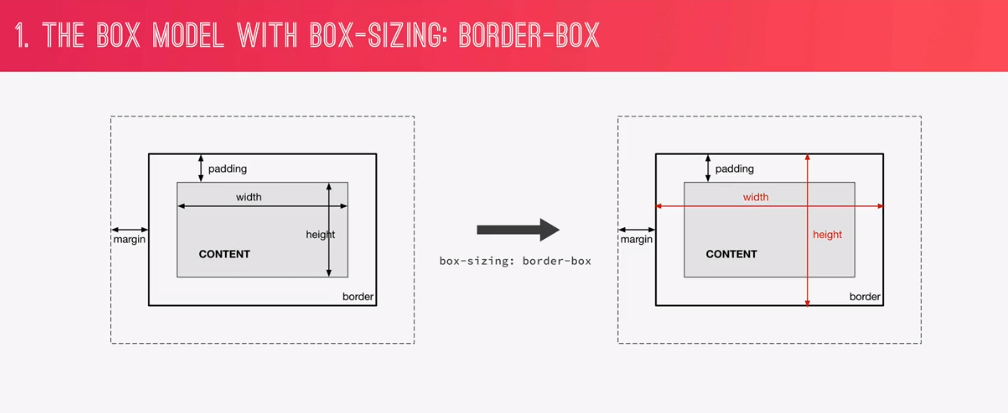 1. THE BOX MODEL WITH BOX-SIZING: BORDER-BOX
padding
width
height
margin
CONTENT
border
box-sizing: border-box
padding
width
height
margin
CONTENT
border